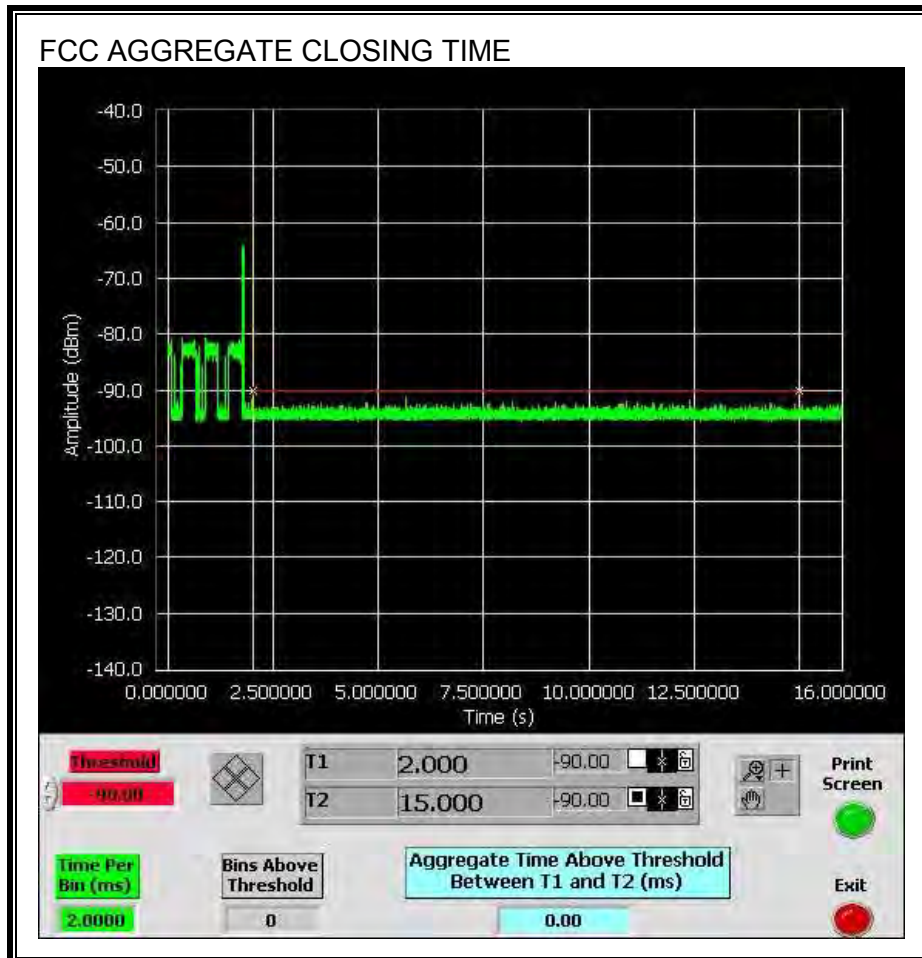 FCC AGGREGATE CLOSING TIME
-40.0
-50.0
-60.0
-70.0
-80.0
-90.0
-100.0
-110.0
-120.0
-130.0
-140.0
Amplitude (dBm)
0.000000 2.500000 5.000000 7.500000 10.000000 12.500000 16.000000
Time (s)
Threshold
-90.00
T1 2.000 -90.00
T2 15.000 -90.00
Print Screen
Time Per Bin (ms)
2.0000
Bins Above Threshold
0
Aggregate Time Above Threshold
Between T1 and T2 (ms)
0.00
Exit